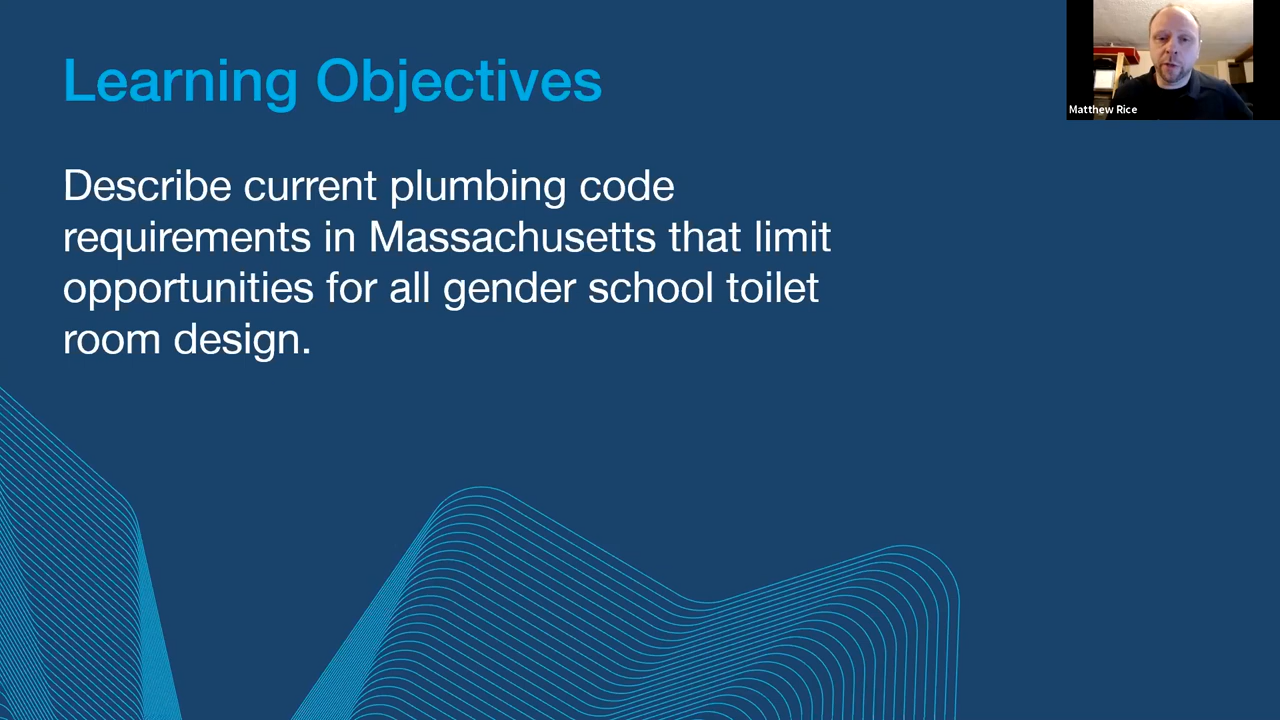 Learning Objectives
Matthew Rice
Describe current plumbing code
requirements in Massachusetts that limit
opportunities for all gender school toilet
room design.